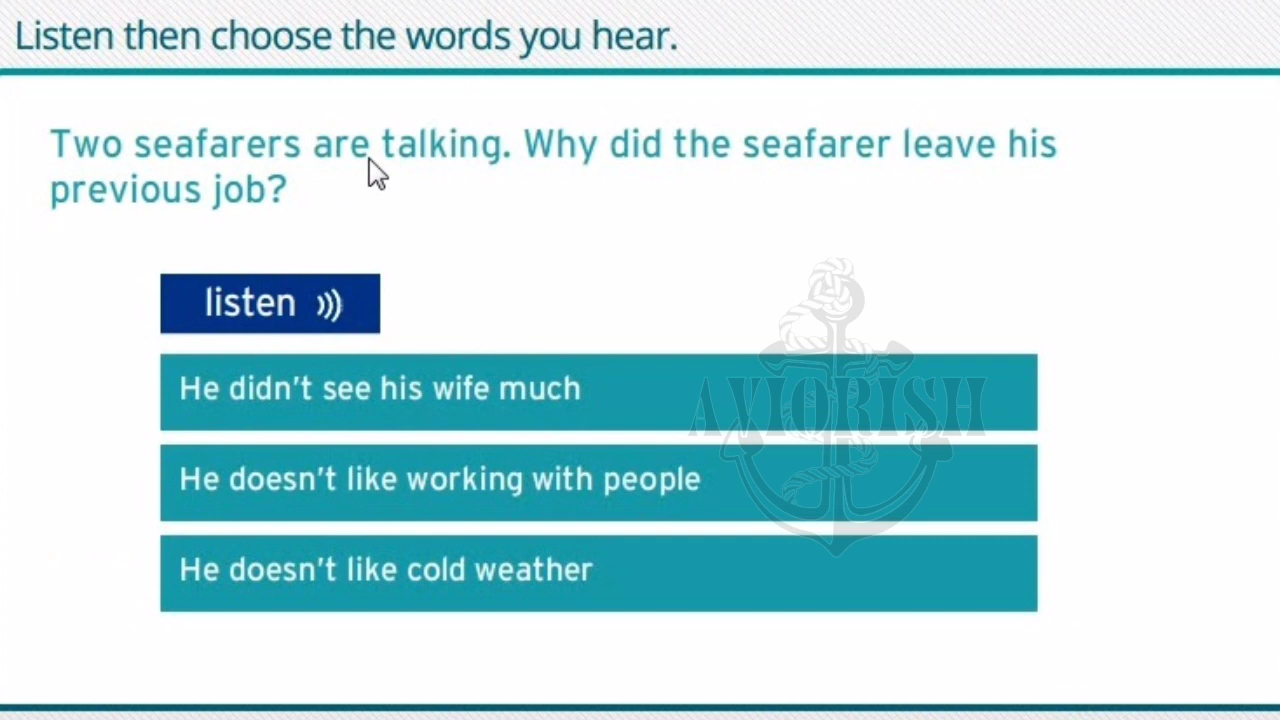 Listen then choose the words you hear.
Two seafarers are talking. Why did the seafarer leave his
previous job?
listen
He didn't see his wife much
AVIORISH
He doesn't like working with people
He doesn't like cold weather